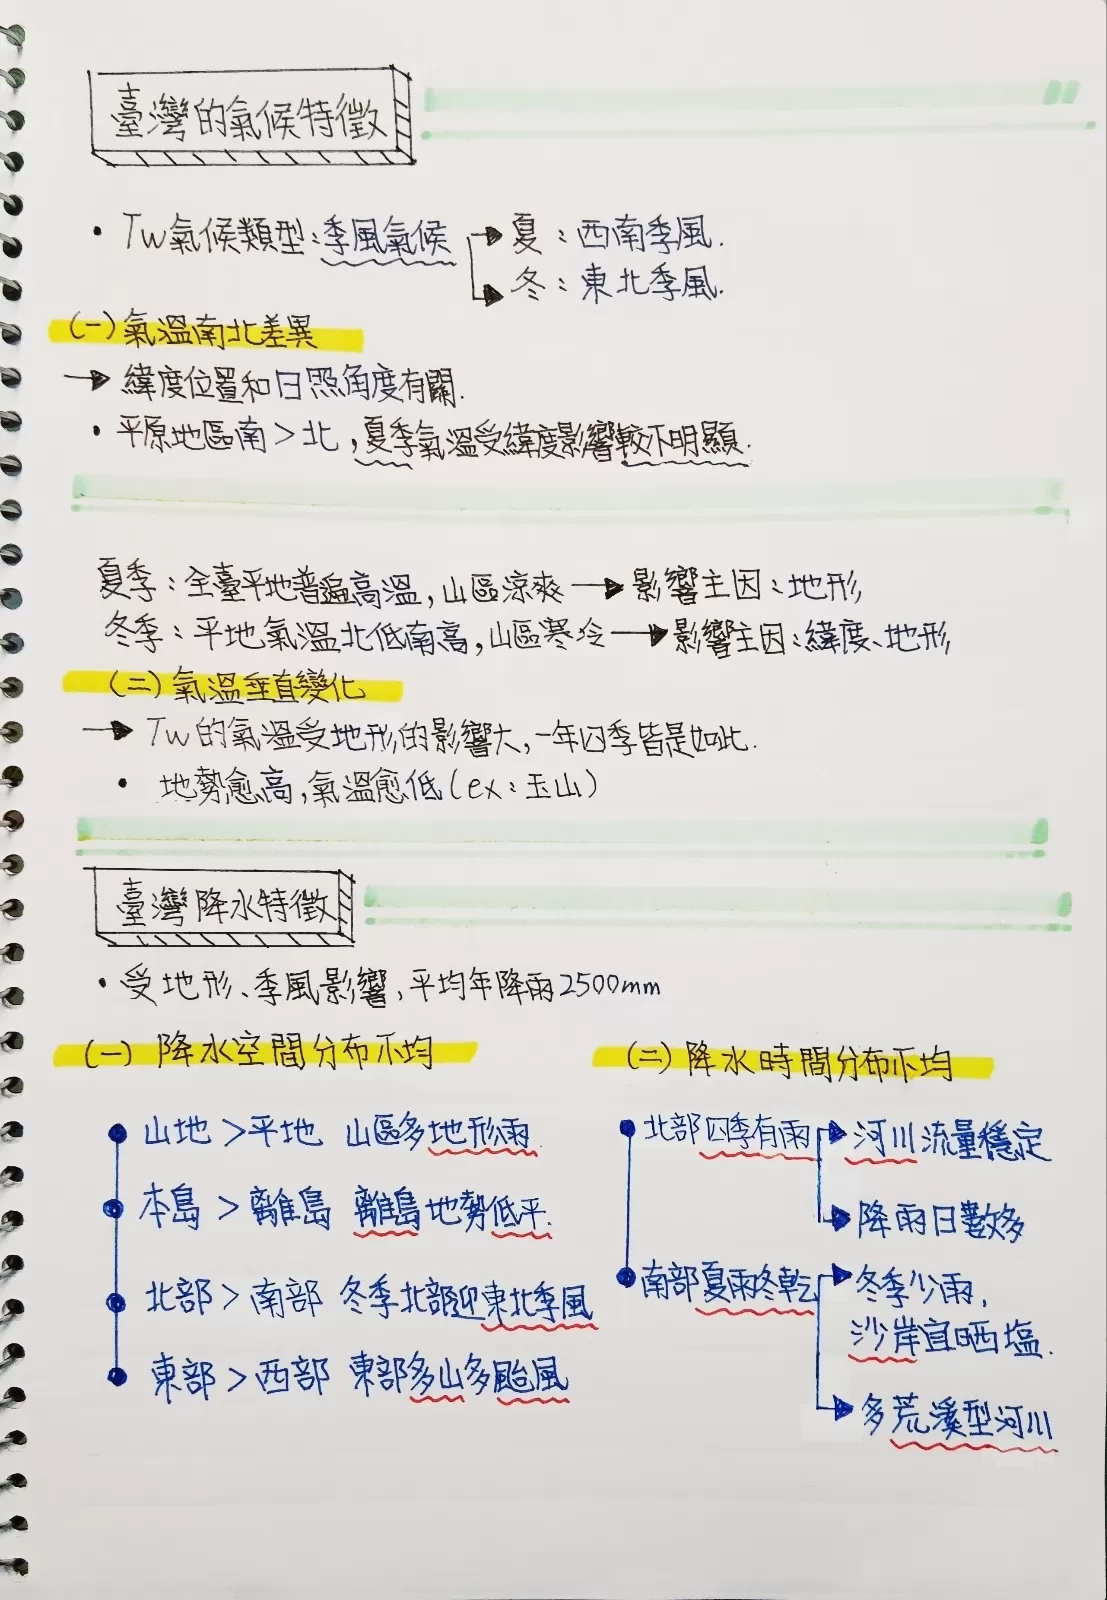 臺灣的氣候特徵
• Tw氣候類型:季風氣候 → 夏:西南季風.
→ 冬:東北季風.
(一)氣溫南北差異
→ 緯度位置和日照角度有關.
• 平原地區南>北,夏季氣溫受緯度影響較不明顯.
夏季:全臺平地普遍高溫,山區涼爽 → 影響主因:地形
冬季:平地氣溫北低南高,山區寒冷 → 影響主因:緯度、地形
(二)氣溫垂直變化
→ Tw的氣溫受地形的影響大,一年四季皆是如此.
• 地勢愈高,氣溫愈低(ex:玉山)
臺灣降水特徵
• 受地形、季風影響,平均年降雨2500mm
(一)降水空間分布不均
山地>平地 山區多地形雨.
本島>離島 離島地勢低平.
北部>南部 冬季北部迎東北季風
東部>西部 東部多山多颱風
(二)降水時間分布不均
北部四季有雨 → 河川流量穩定
→ 降雨日數多
南部夏雨冬乾 → 冬季少雨,
沙岸宜晒塩.
→ 多荒溪型河川